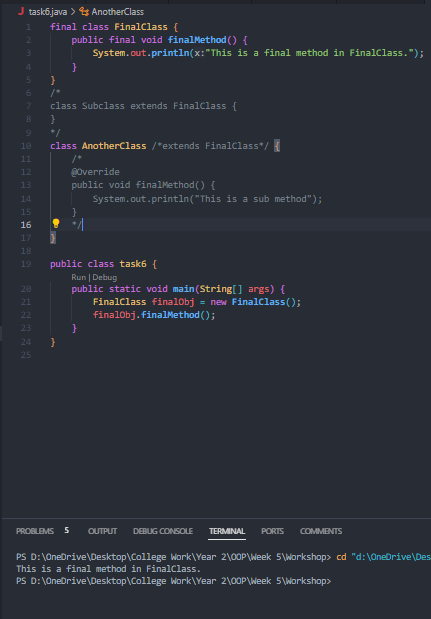 J task6.java > AnotherClass
1 final class FinalClass {
2 public final void finalMethod() {
3 System.out.println(x:"This is a final method in FinalClass.");
4 }
5 }
6 /*
7 class Subclass extends FinalClass {
8 }
9 */
10 class AnotherClass /*extends FinalClass*/ {
11 /*
12 @Override
13 public void finalMethod() {
14 System.out.println("This is a sub method");
15 }
16 */
17 }
18
19 public class task6 {
Run | Debug
20 public static void main(String[] args) {
21 FinalClass finalObj = new FinalClass();
22 finalObj.finalMethod();
23 }
24 }
25
PROBLEMS 5 OUTPUT DEBUG CONSOLE TERMINAL PORTS COMMENTS
PS D:\OneDrive\Desktop\College Work\Year 2\OOP\Week 5\Workshop> cd "d:\OneDrive\Des
This is a final method in FinalClass.
PS D:\OneDrive\Desktop\College Work\Year 2\OOP\Week 5\Workshop>